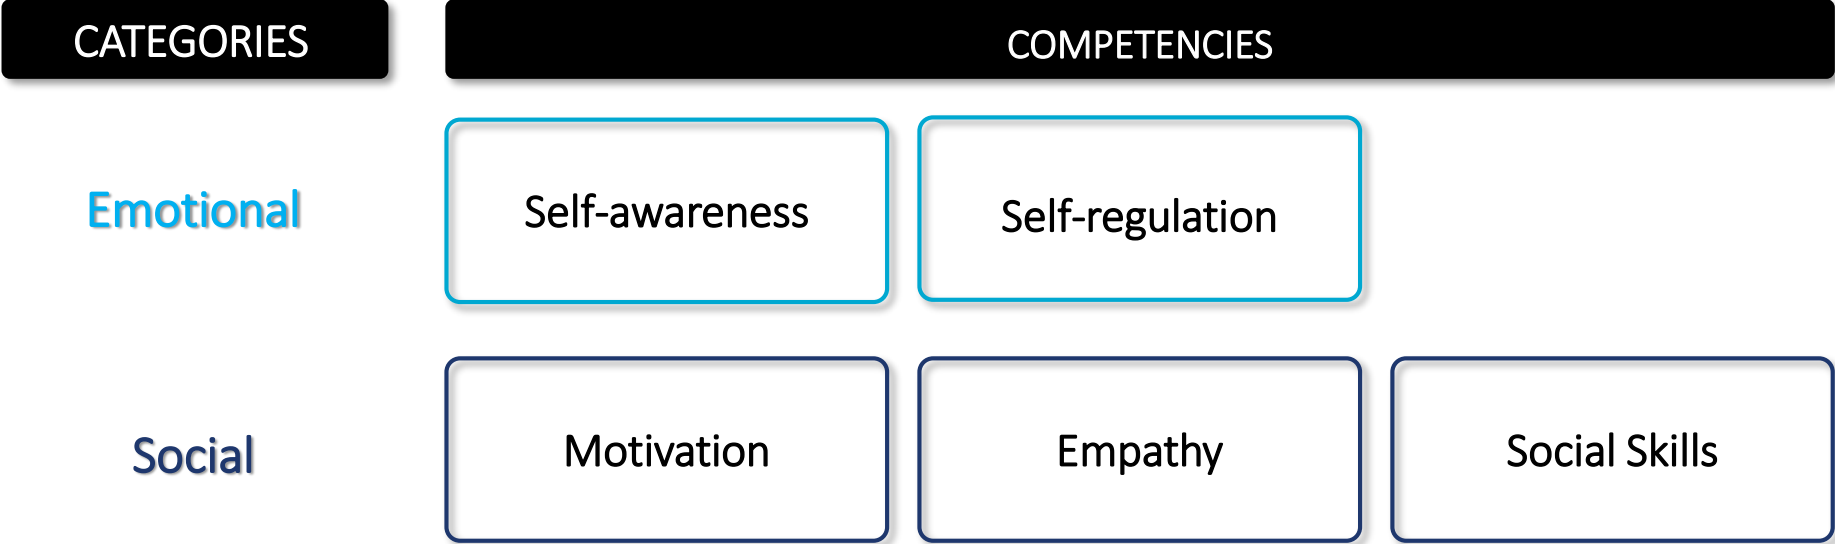 CATEGORIES
COMPETENCIES
Emotional
Self-awareness
Self-regulation
Social
Motivation
Empathy
Social Skills